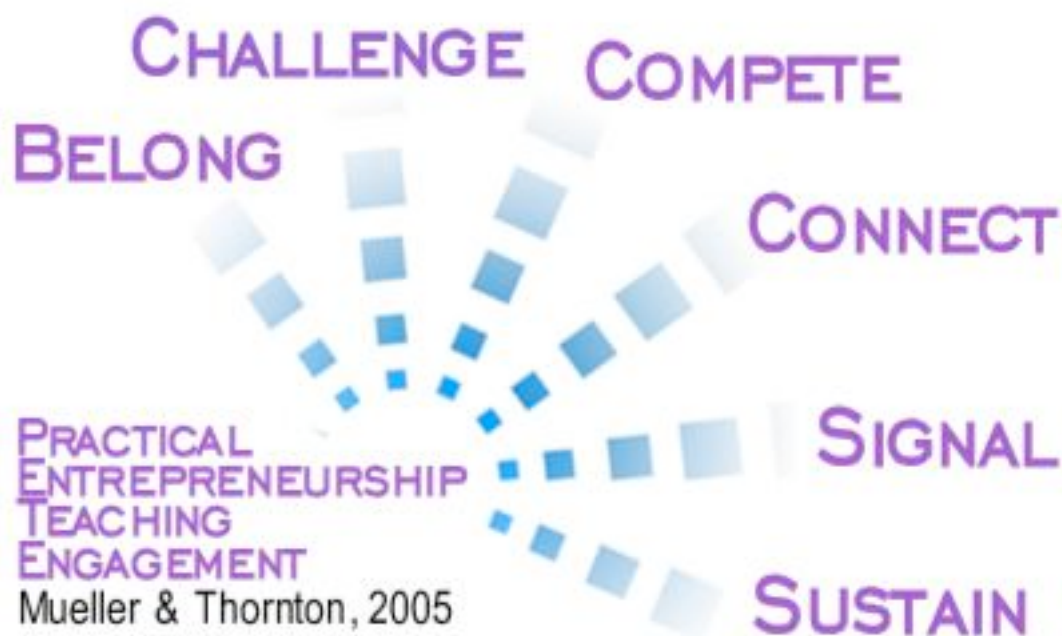 CHALLENGE
COMPETE
BELONG
CONNECT
SIGNAL
SUSTAIN
PRACTICAL
ENTREPRENEURSHIP
TEACHING
ENGAGEMENT
Mueller & Thornton, 2005